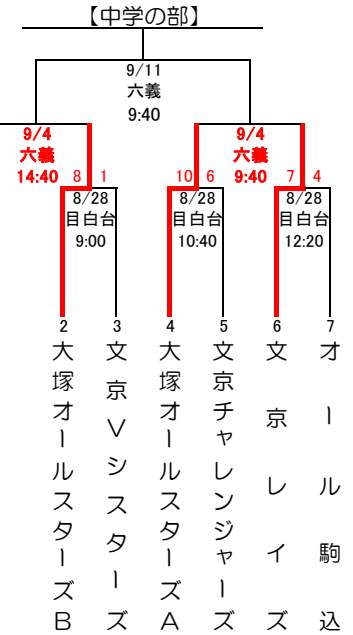 【中学の部】
9/11
六義
9:40
9/4
六義
14:40
9/4
六義
9:40
8 1
10 6
7 4
8/28
目白台
9:00
8/28
目白台
10:40
8/28
目白台
12:20
2 3 4 5 6 7
大塚オールスターズB
文京Vシスターズ
大塚オールスターズA
文京チャレンジャーズ
文京レイズ
オール駒込